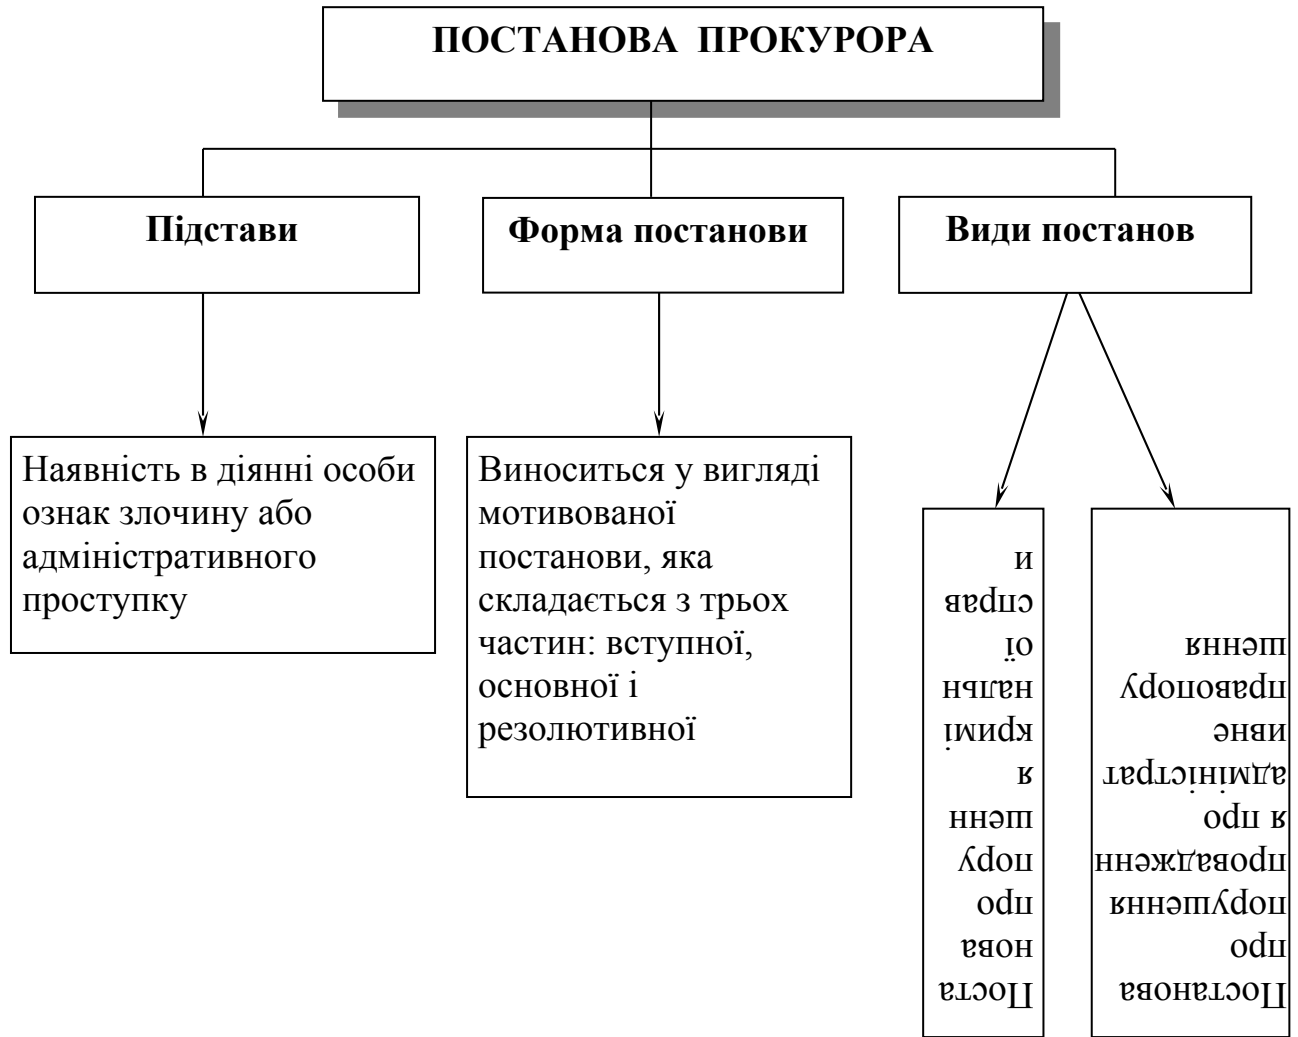 ПОСТАНОВА ПРОКУРОРА
Підстави
Форма постанови
Види постанов
Наявність в діянні особи
ознак злочину або
адміністративного
проступку
Виноситься у вигляді
мотивованої
постанови, яка
складається з трьох
частин: вступної,
основної і
резолютивної
Поста
нова
про
пору
шенн
я
кримі
нальн
ої
справ
и
Постанова
про
порушення
провадженн
я про
адміністрат
ивне
правопору
шення